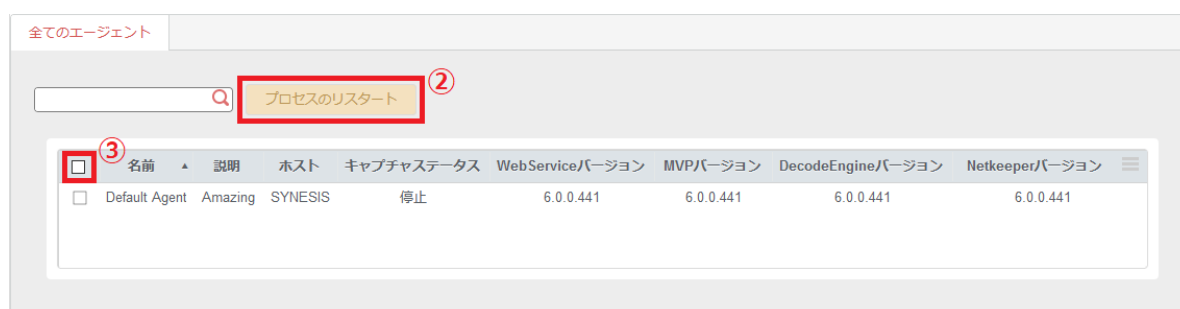 全てのエージェント
プロセスのリスタート ②
③ 名前 ▲ 説明 ホスト キャプチャステータス WebServiceバージョン MVPバージョン DecodeEngineバージョン Netkeeperバージョン
Default Agent Amazing SYNESIS 停止 6.0.0.441 6.0.0.441 6.0.0.441 6.0.0.441